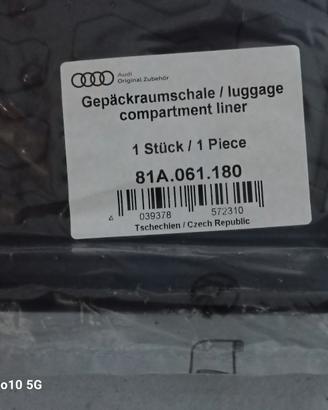 Audi
Original Zubehör
Gepäckraumschale / luggage
compartment liner
1 Stück / 1 Piece
81A.061.180
4 039378 572310
Tschechien / Czech Republic
o10 5G